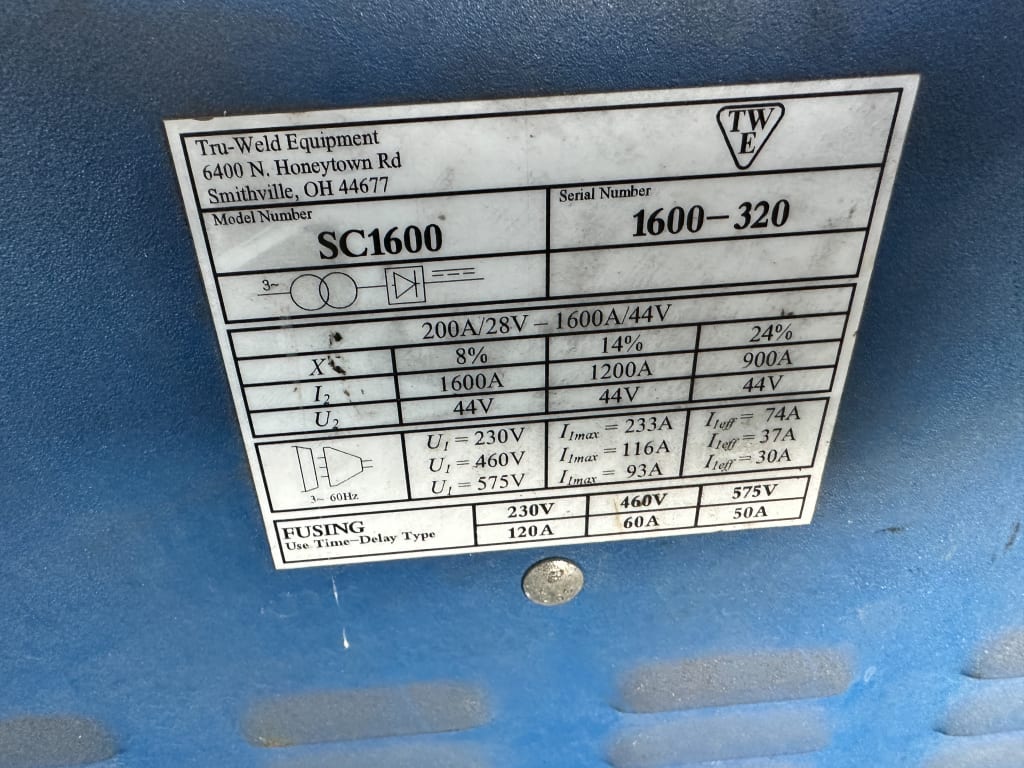 Tru-Weld Equipment
6400 N. Honeytown Rd
Smithville, OH 44677
TW
E
Model Number
SC1600
Serial Number
1600-320
3~
200A/28V - 1600A/44V
X 8% 14% 24%
I₂ 1600A 1200A 900A
U₂ 44V 44V 44V
U₁ = 230V I₁max = 233A I₁eff = 74A
U₁ = 460V I₁max = 116A I₁eff = 37A
U₁ = 575V I₁max = 93A I₁eff = 30A
3~ 60Hz
FUSING
Use Time-Delay Type
230V 460V 575V
120A 60A 50A